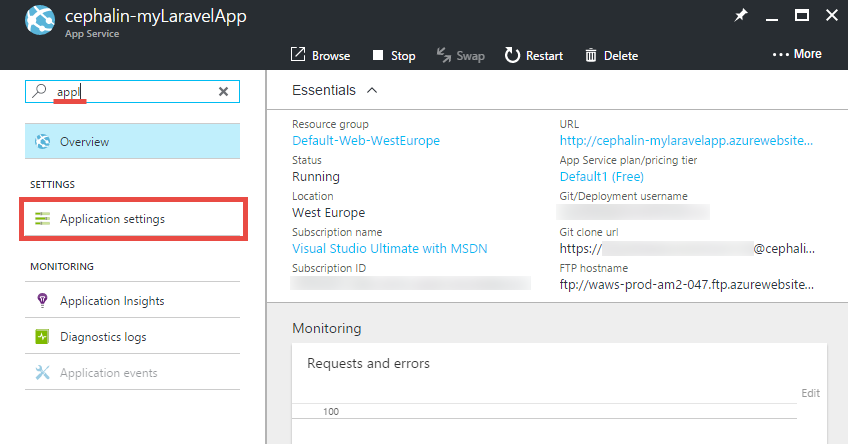 cephalin-myLaravelApp
App Service
Browse Stop Swap Restart Delete More
appl
Overview
SETTINGS
Application settings
MONITORING
Application Insights
Diagnostics logs
Application events
Essentials
Resource group
Default-Web-WestEurope
Status
Running
Location
West Europe
Subscription name
Visual Studio Ultimate with MSDN
Subscription ID
URL
http://cephalin-mylaravelapp.azurewebsite...
App Service plan/pricing tier
Default1 (Free)
Git/Deployment username
Git clone url
https:// @cephali...
FTP hostname
ftp://waws-prod-am2-047.ftp.azurewebsite...
Monitoring
Requests and errors
Edit
100